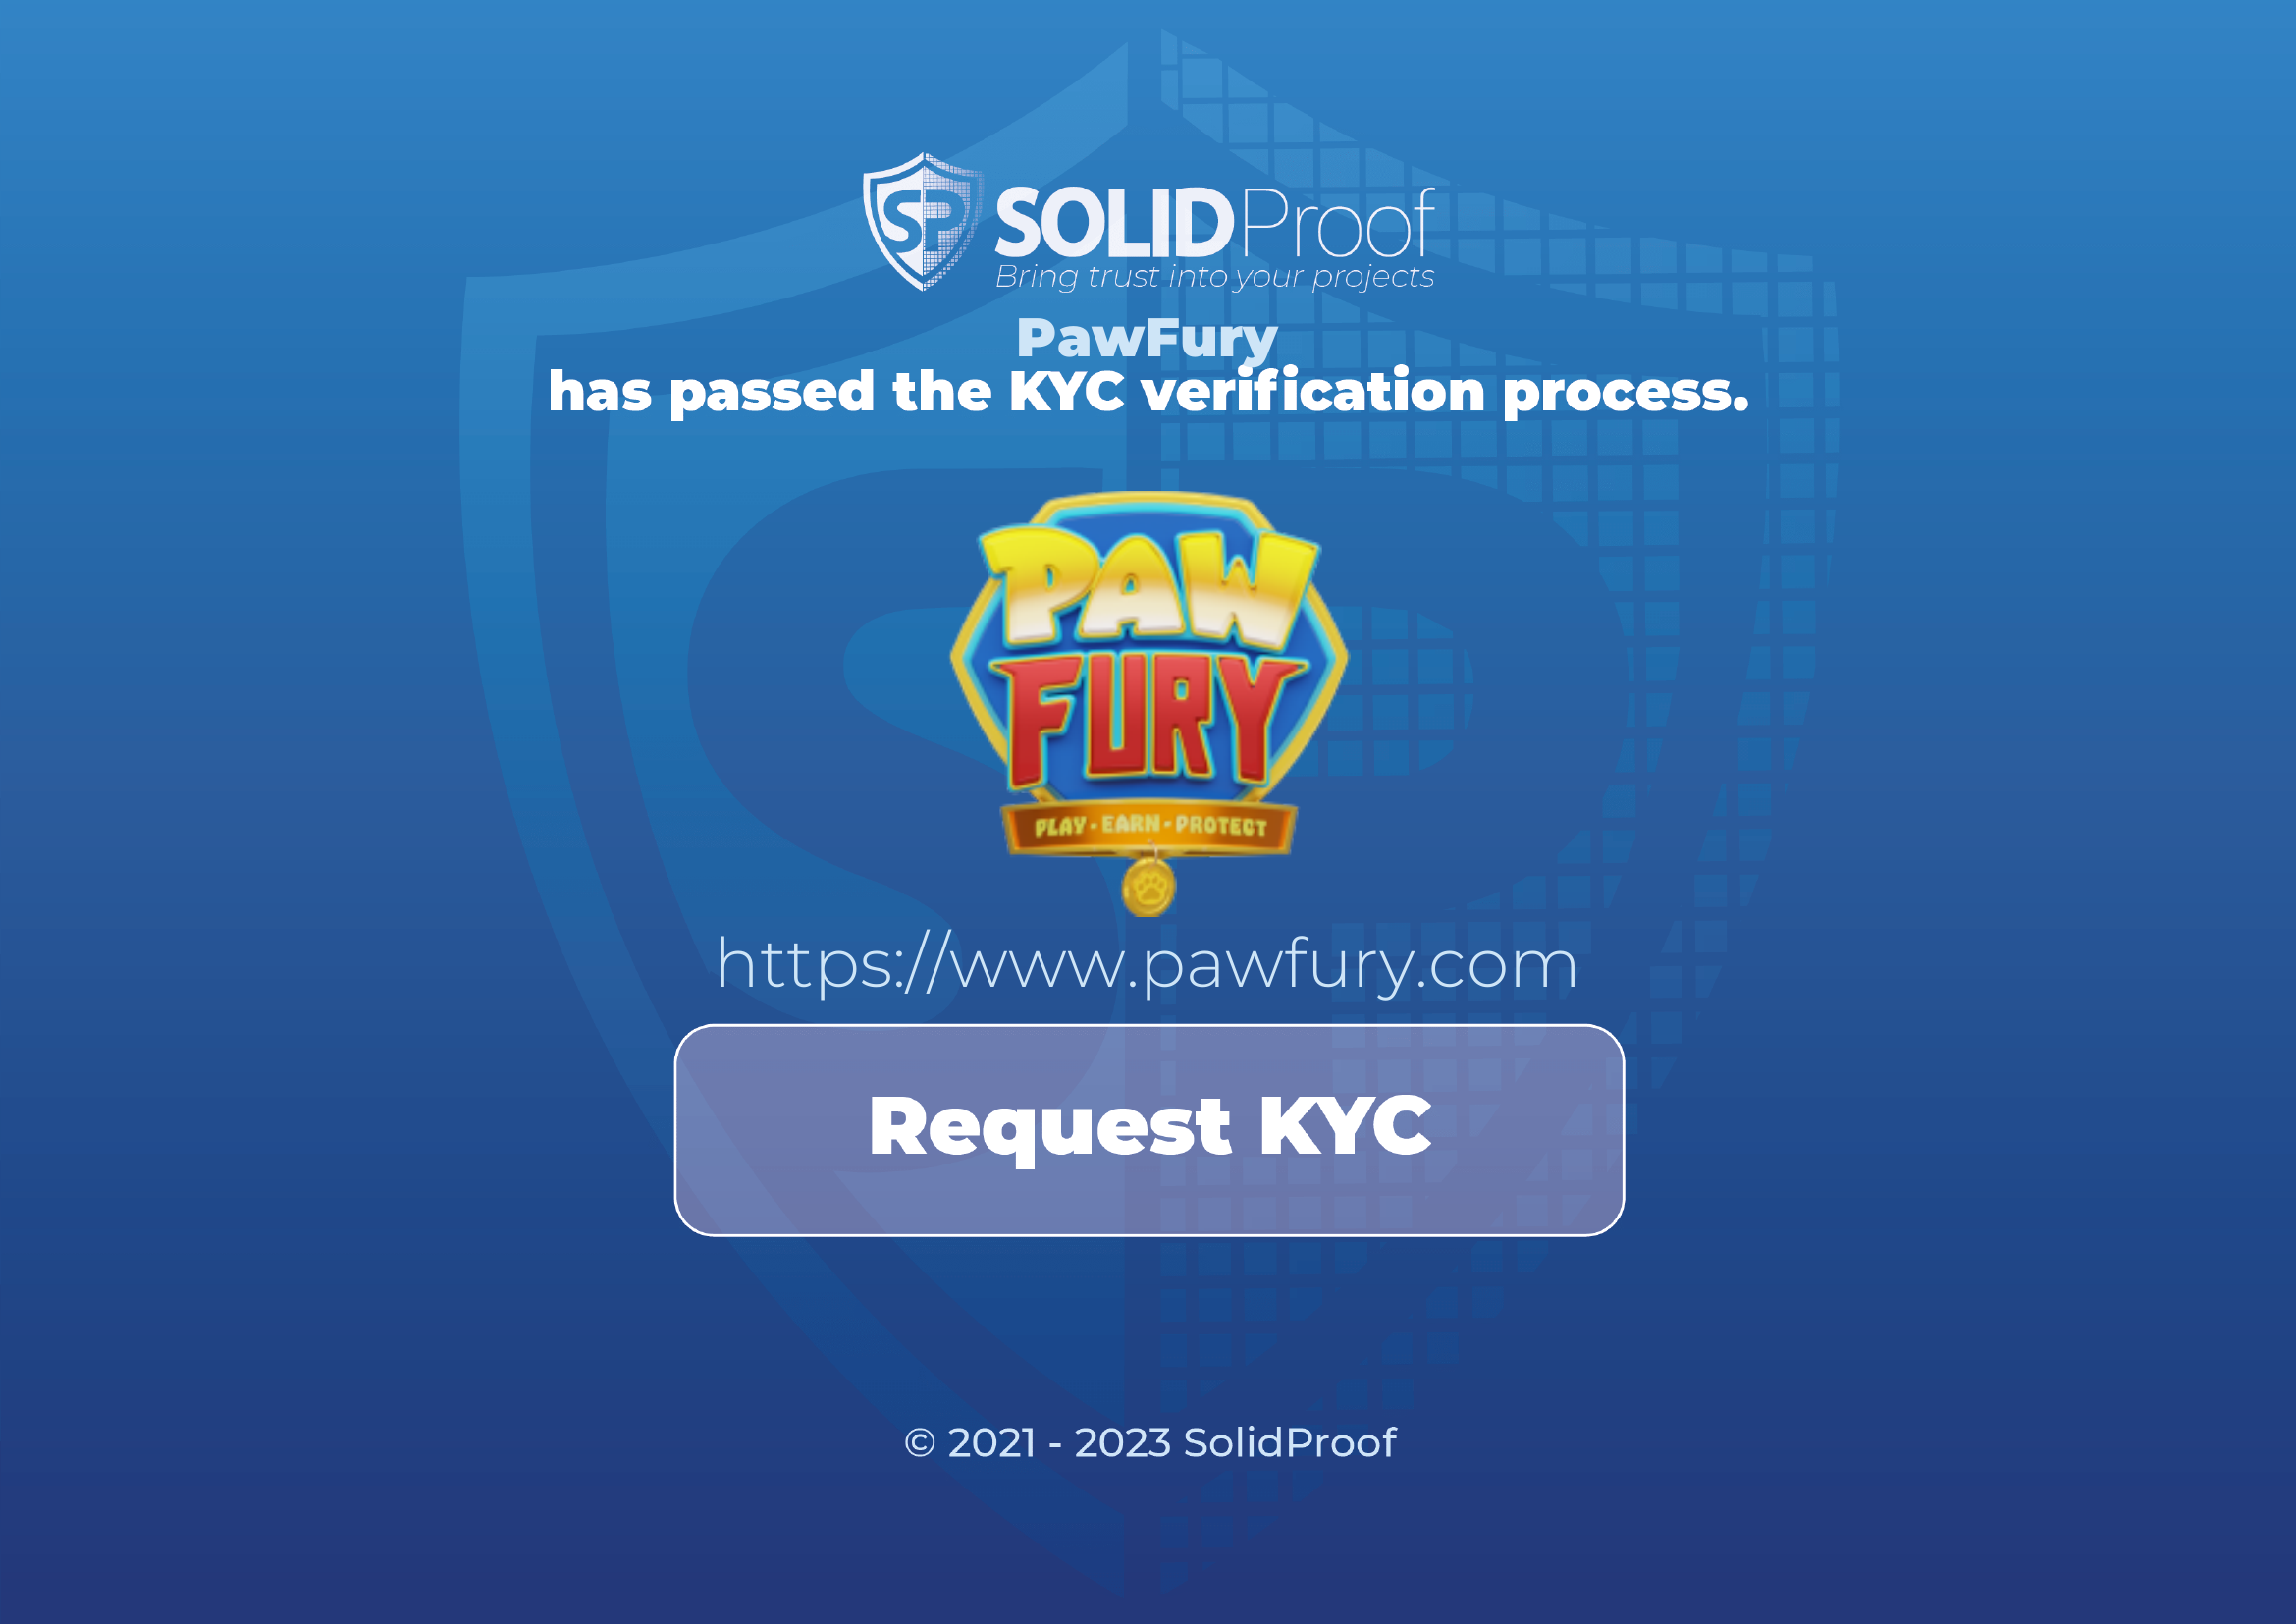 SP SOLIDProof
Bring trust into your projects
PawFury
has passed the KYC verification process.
PAW
FURY
PLAY - EARN - PROTECT
https://www.pawfury.com
Request KYC
© 2021 - 2023 SolidProof